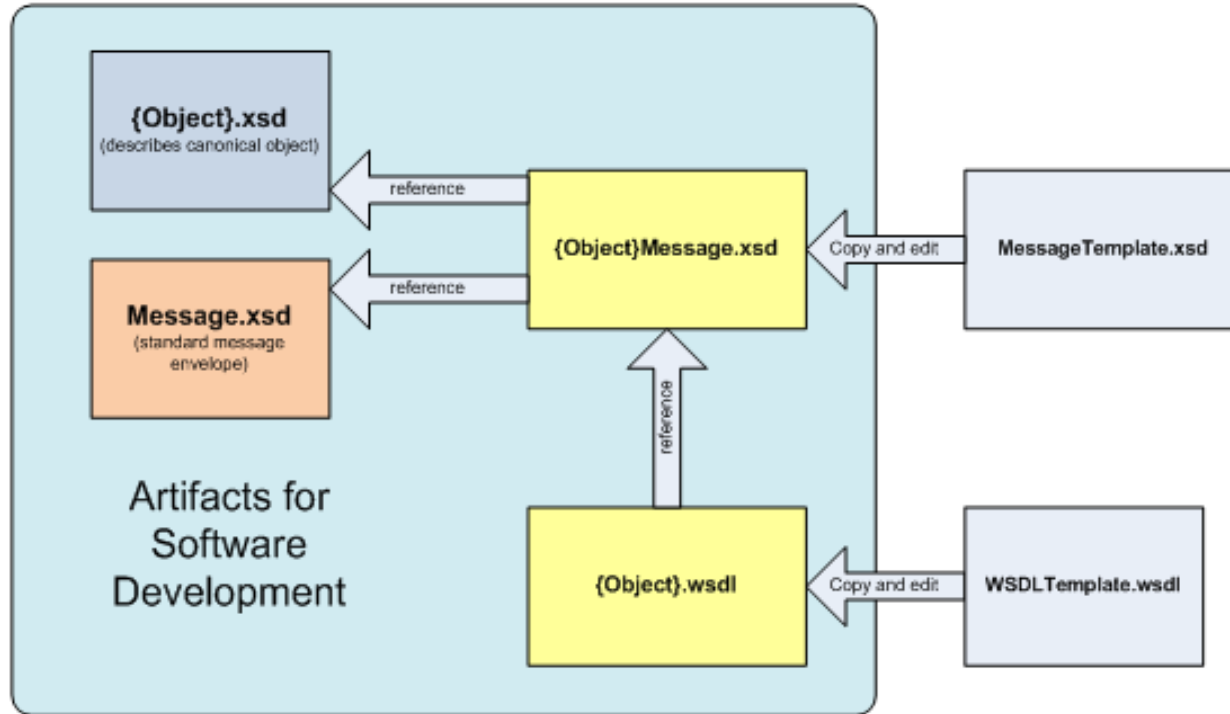 {Object}.xsd
(describes canonical object)
reference
{Object}Message.xsd
Copy and edit
MessageTemplate.xsd
Message.xsd
(standard message
envelope)
reference
reference
Artifacts for
Software
Development
{Object}.wsdl
Copy and edit
WSDLTemplate.wsdl